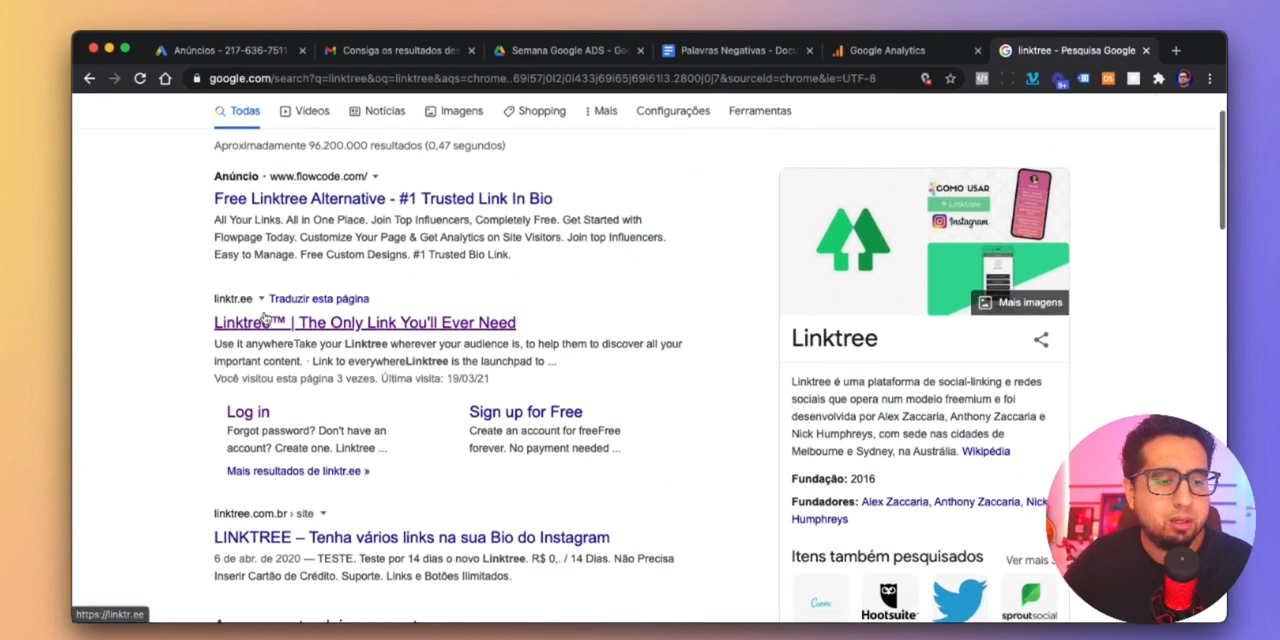 Anúncios - 217-636-7511
Consiga os resultados de
Semana Google ADS - Go
Palavras Negativas - Docu
Google Analytics
linktree - Pesquisa Google
google.com/search?q=linktree&oq=linktree&aqs=chrome..69i57j0l2j0i433j69i65j69i61l3.2800j0j7&sourceid=chrome&ie=UTF-8
Todas
Vídeos
Notícias
Imagens
Shopping
Mais
Configurações
Ferramentas
Aproximadamente 96.200.000 resultados (0,47 segundos)
Anúncio · www.flowcode.com/
Free Linktree Alternative - #1 Trusted Link In Bio
All Your Links. All in One Place. Join Top Influencers, Completely Free. Get Started with
Flowpage Today. Customize Your Page & Get Analytics on Site Visitors. Join top Influencers.
Easy to Manage. Free Custom Designs. #1 Trusted Bio Link.
linktr.ee Traduzir esta página
Linktree™ | The Only Link You'll Ever Need
Use it anywhereTake your Linktree wherever your audience is, to help them to discover all your
important content. · Link to everywhereLinktree is the launchpad to ...
Você visitou esta página 3 vezes. Última visita: 19/03/21
Log in
Forgot password? Don't have an
account? Create one. Linktree ...
Sign up for Free
Create an account for freeFree
forever. No payment needed ...
Mais resultados de linktr.ee »
linktree.com.br › site
LINKTREE – Tenha vários links na sua Bio do Instagram
6 de abr. de 2020 — TESTE. Teste por 14 dias o novo Linktree. R$ 0,. / 14 Dias. Não Precisa
Inserir Cartão de Crédito. Suporte. Links e Botões Ilimitados.
https://linktr.ee
COMO USAR
Linktree
Instagram
Mais imagens
Linktree
Linktree é uma plataforma de social-linking e redes
sociais que opera num modelo freemium e foi
desenvolvida por Alex Zaccaria, Anthony Zaccaria e
Nick Humphreys, com sede nas cidades de
Melbourne e Sydney, na Austrália. Wikipédia
Fundação: 2016
Fundadores: Alex Zaccaria, Anthony Zaccaria, Nick
Humphreys
Itens também pesquisados
Ver mais
Canva
Hootsuite
sproutsocial